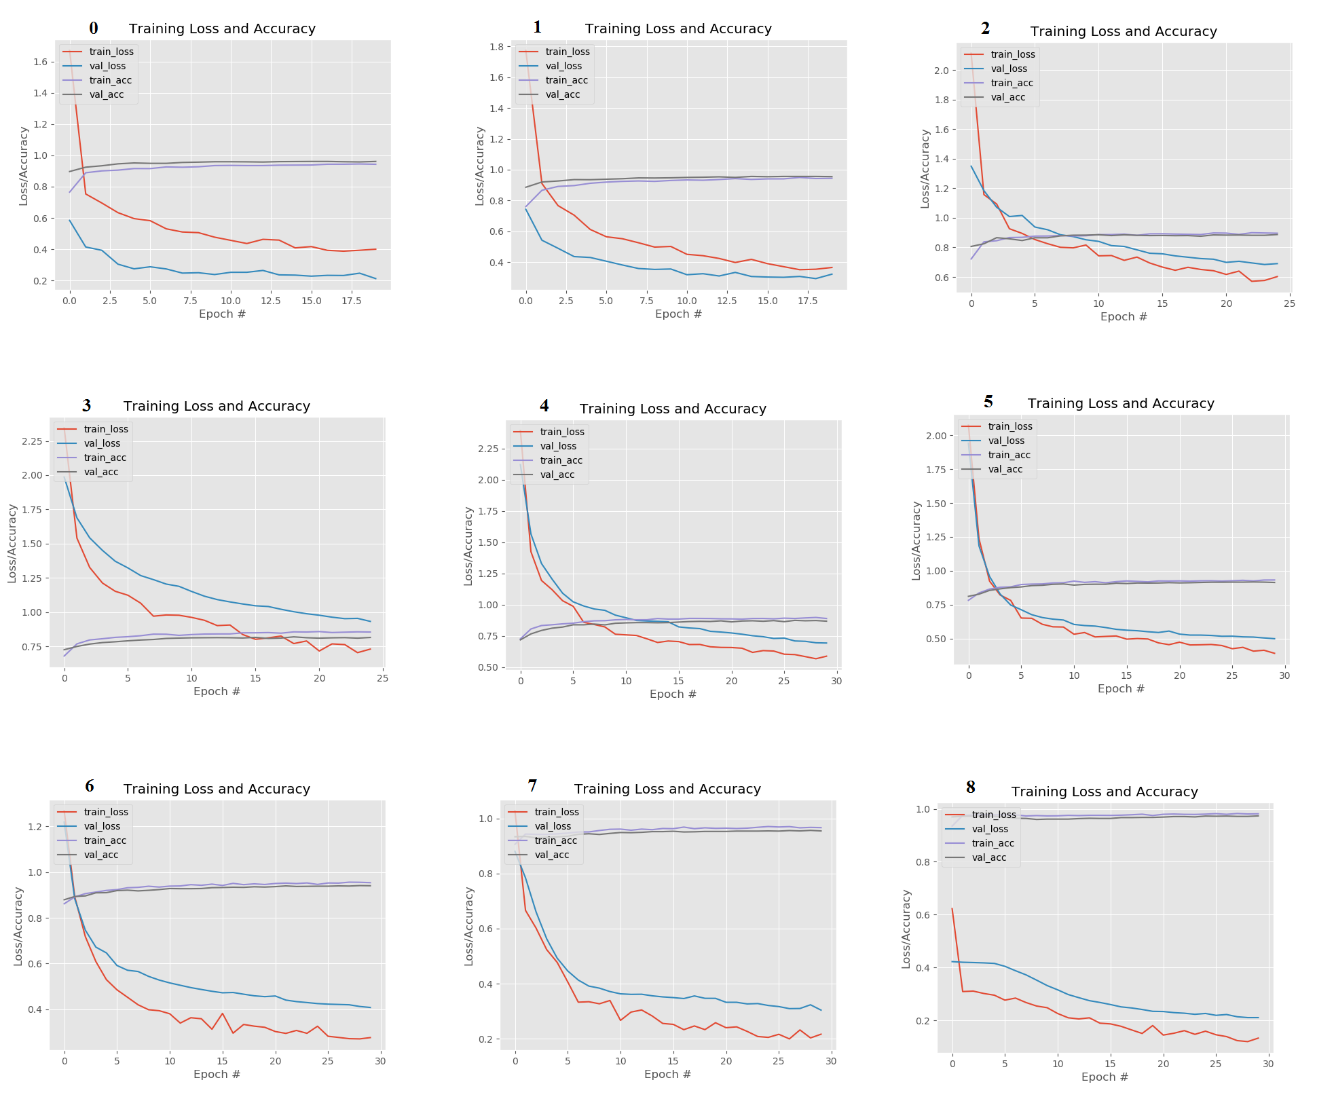 0 Training Loss and Accuracy
train_loss
val_loss
train_acc
val_acc
1.6
1.4
1.2
1.0
0.8
0.6
0.4
0.2
Loss/Accuracy
0.0 2.5 5.0 7.5 10.0 12.5 15.0 17.5
Epoch #
1 Training Loss and Accuracy
train_loss
val_loss
train_acc
val_acc
1.8
1.6
1.4
1.2
1.0
0.8
0.6
0.4
Loss/Accuracy
0.0 2.5 5.0 7.5 10.0 12.5 15.0 17.5
Epoch #
2 Training Loss and Accuracy
train_loss
val_loss
train_acc
val_acc
2.0
1.8
1.6
1.4
1.2
1.0
0.8
0.6
Loss/Accuracy
0 5 10 15 20 25
Epoch #
3 Training Loss and Accuracy
train_loss
val_loss
train_acc
val_acc
2.25
2.00
1.75
1.50
1.25
1.00
0.75
Loss/Accuracy
0 5 10 15 20 25
Epoch #
4 Training Loss and Accuracy
train_loss
val_loss
train_acc
val_acc
2.25
2.00
1.75
1.50
1.25
1.00
0.75
0.50
Loss/Accuracy
0 5 10 15 20 25 30
Epoch #
5 Training Loss and Accuracy
train_loss
val_loss
train_acc
val_acc
2.00
1.75
1.50
1.25
1.00
0.75
0.50
Loss/Accuracy
0 5 10 15 20 25 30
Epoch #
6 Training Loss and Accuracy
train_loss
val_loss
train_acc
val_acc
1.2
1.0
0.8
0.6
0.4
Loss/Accuracy
0 5 10 15 20 25 30
Epoch #
7 Training Loss and Accuracy
train_loss
val_loss
train_acc
val_acc
1.0
0.8
0.6
0.4
0.2
Loss/Accuracy
0 5 10 15 20 25 30
Epoch #
8 Training Loss and Accuracy
train_loss
val_loss
train_acc
val_acc
1.0
0.8
0.6
0.4
0.2
Loss/Accuracy
0 5 10 15 20 25 30
Epoch #